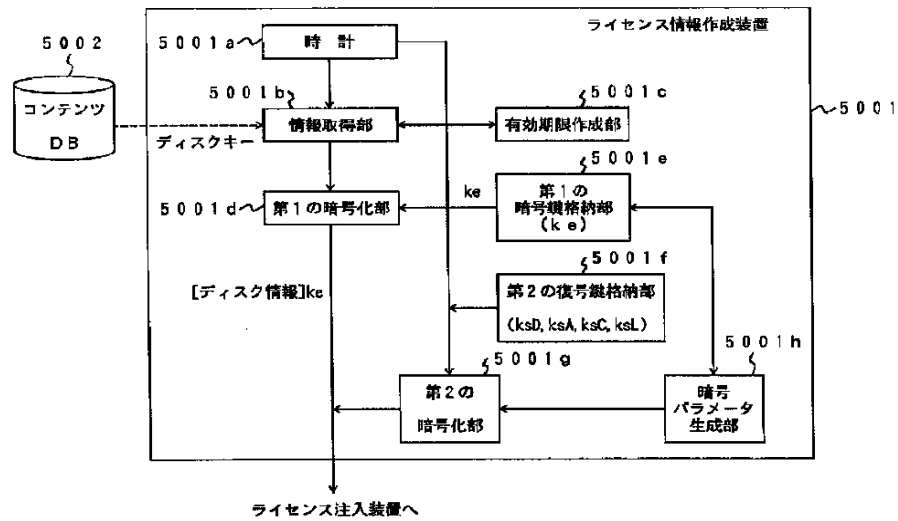 ライセンス情報作成装置
5002
5001a
時計
コンテンツ
DB
ディスクキー
5001b
情報取得部
5001c
有効期限作成部
5001
5001d
第1の暗号化部
ke
5001e
第1の
暗号鍵格納部
(ke)
[ディスク情報]ke
5001f
第2の復号鍵格納部
(ksD,ksA,ksC,ksL)
5001g
第2の
暗号化部
5001h
暗号
パラメータ
生成部
ライセンス注入装置へ